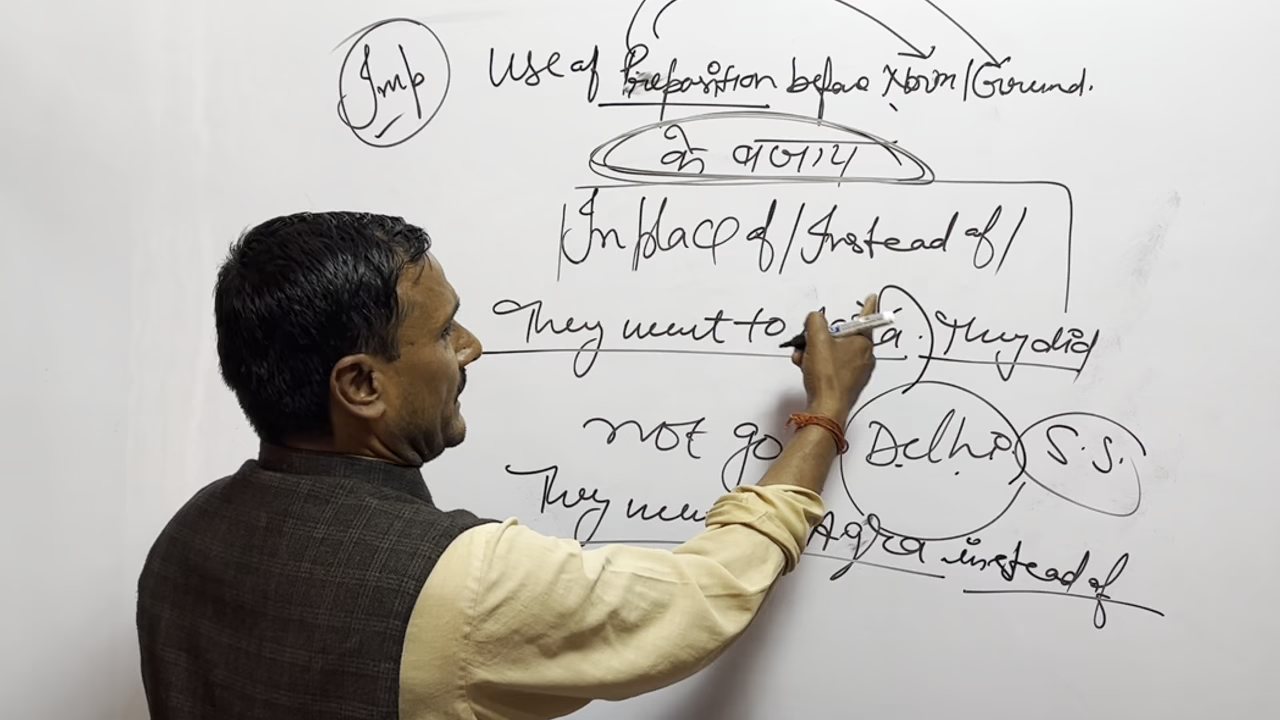 Imp
Use of Preposition before Noun/Gerund.
के बजाय
In place of/Instead of/
They went to Agra. They did
not go Delhi. S.S.
They went Agra instead of